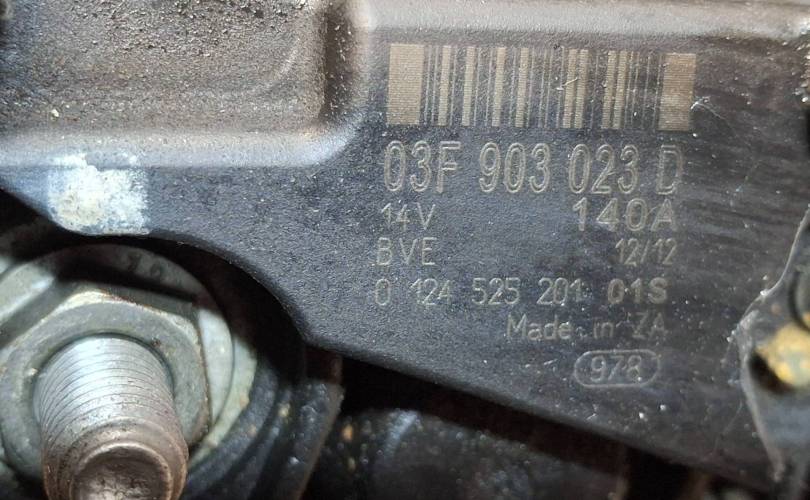 03F 903 023 D
14V 140A
BVE 12/12
0 124 525 201 01S
Made in ZA
978